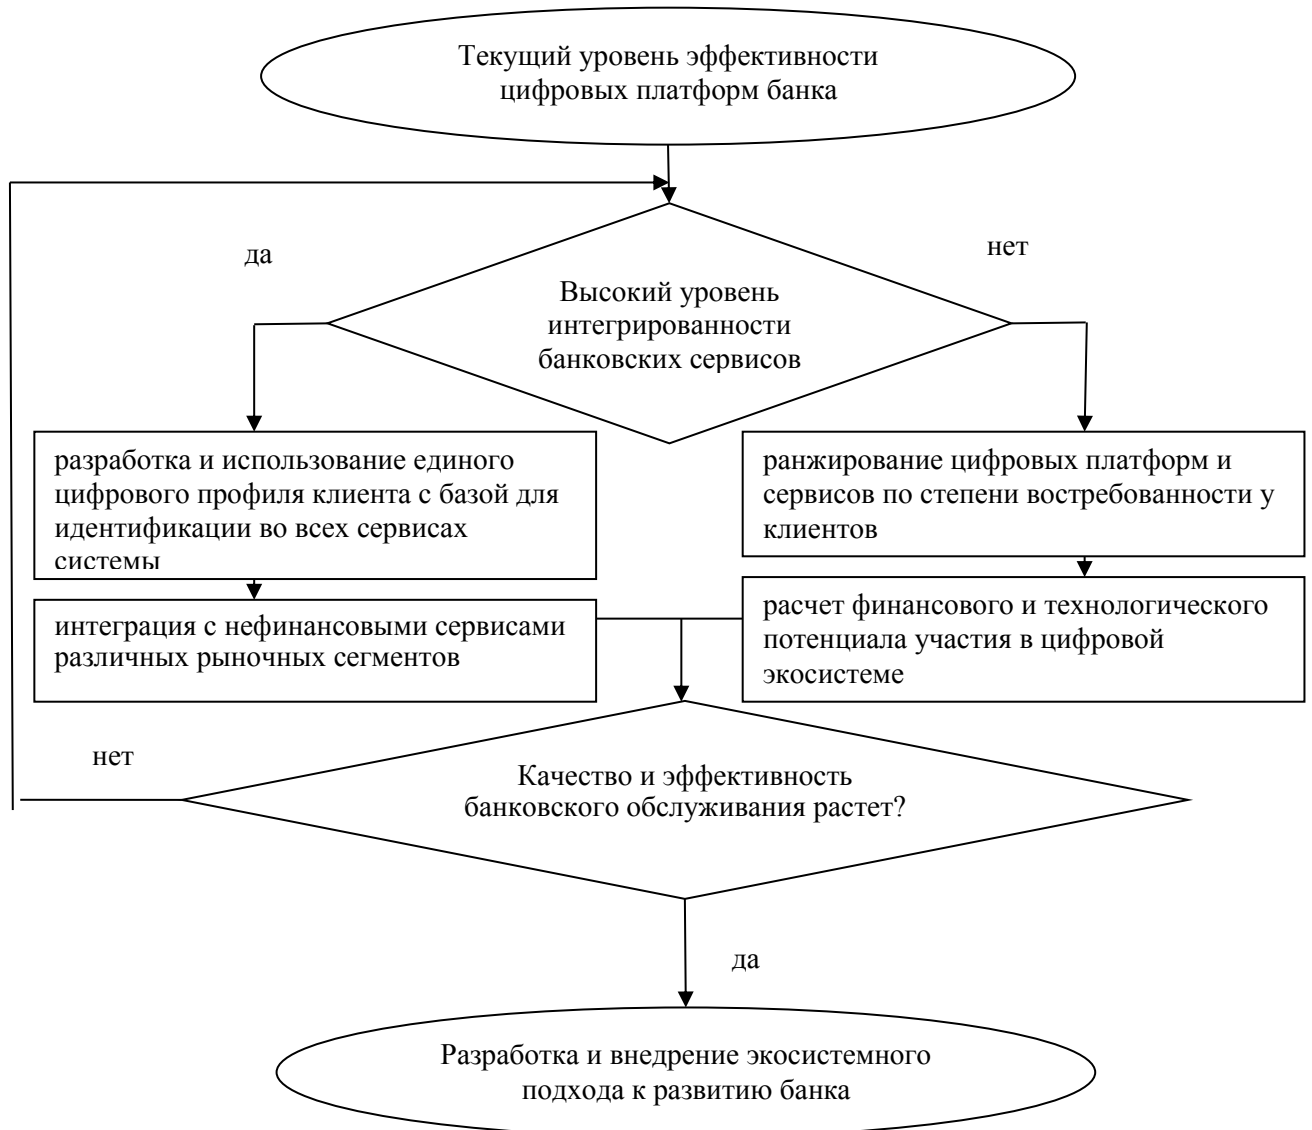 Текущий уровень эффективности
цифровых платформ банка
да
нет
Высокий уровень
интегрированности
банковских сервисов
разработка и использование единого
цифрового профиля клиента с базой для
идентификации во всех сервисах
системы
ранжирование цифровых платформ и
сервисов по степени востребованности у
клиентов
интеграция с нефинансовыми сервисами
различных рыночных сегментов
расчет финансового и технологического
потенциала участия в цифровой
экосистеме
нет
Качество и эффективность
банковского обслуживания растет?
да
Разработка и внедрение экосистемного
подхода к развитию банка